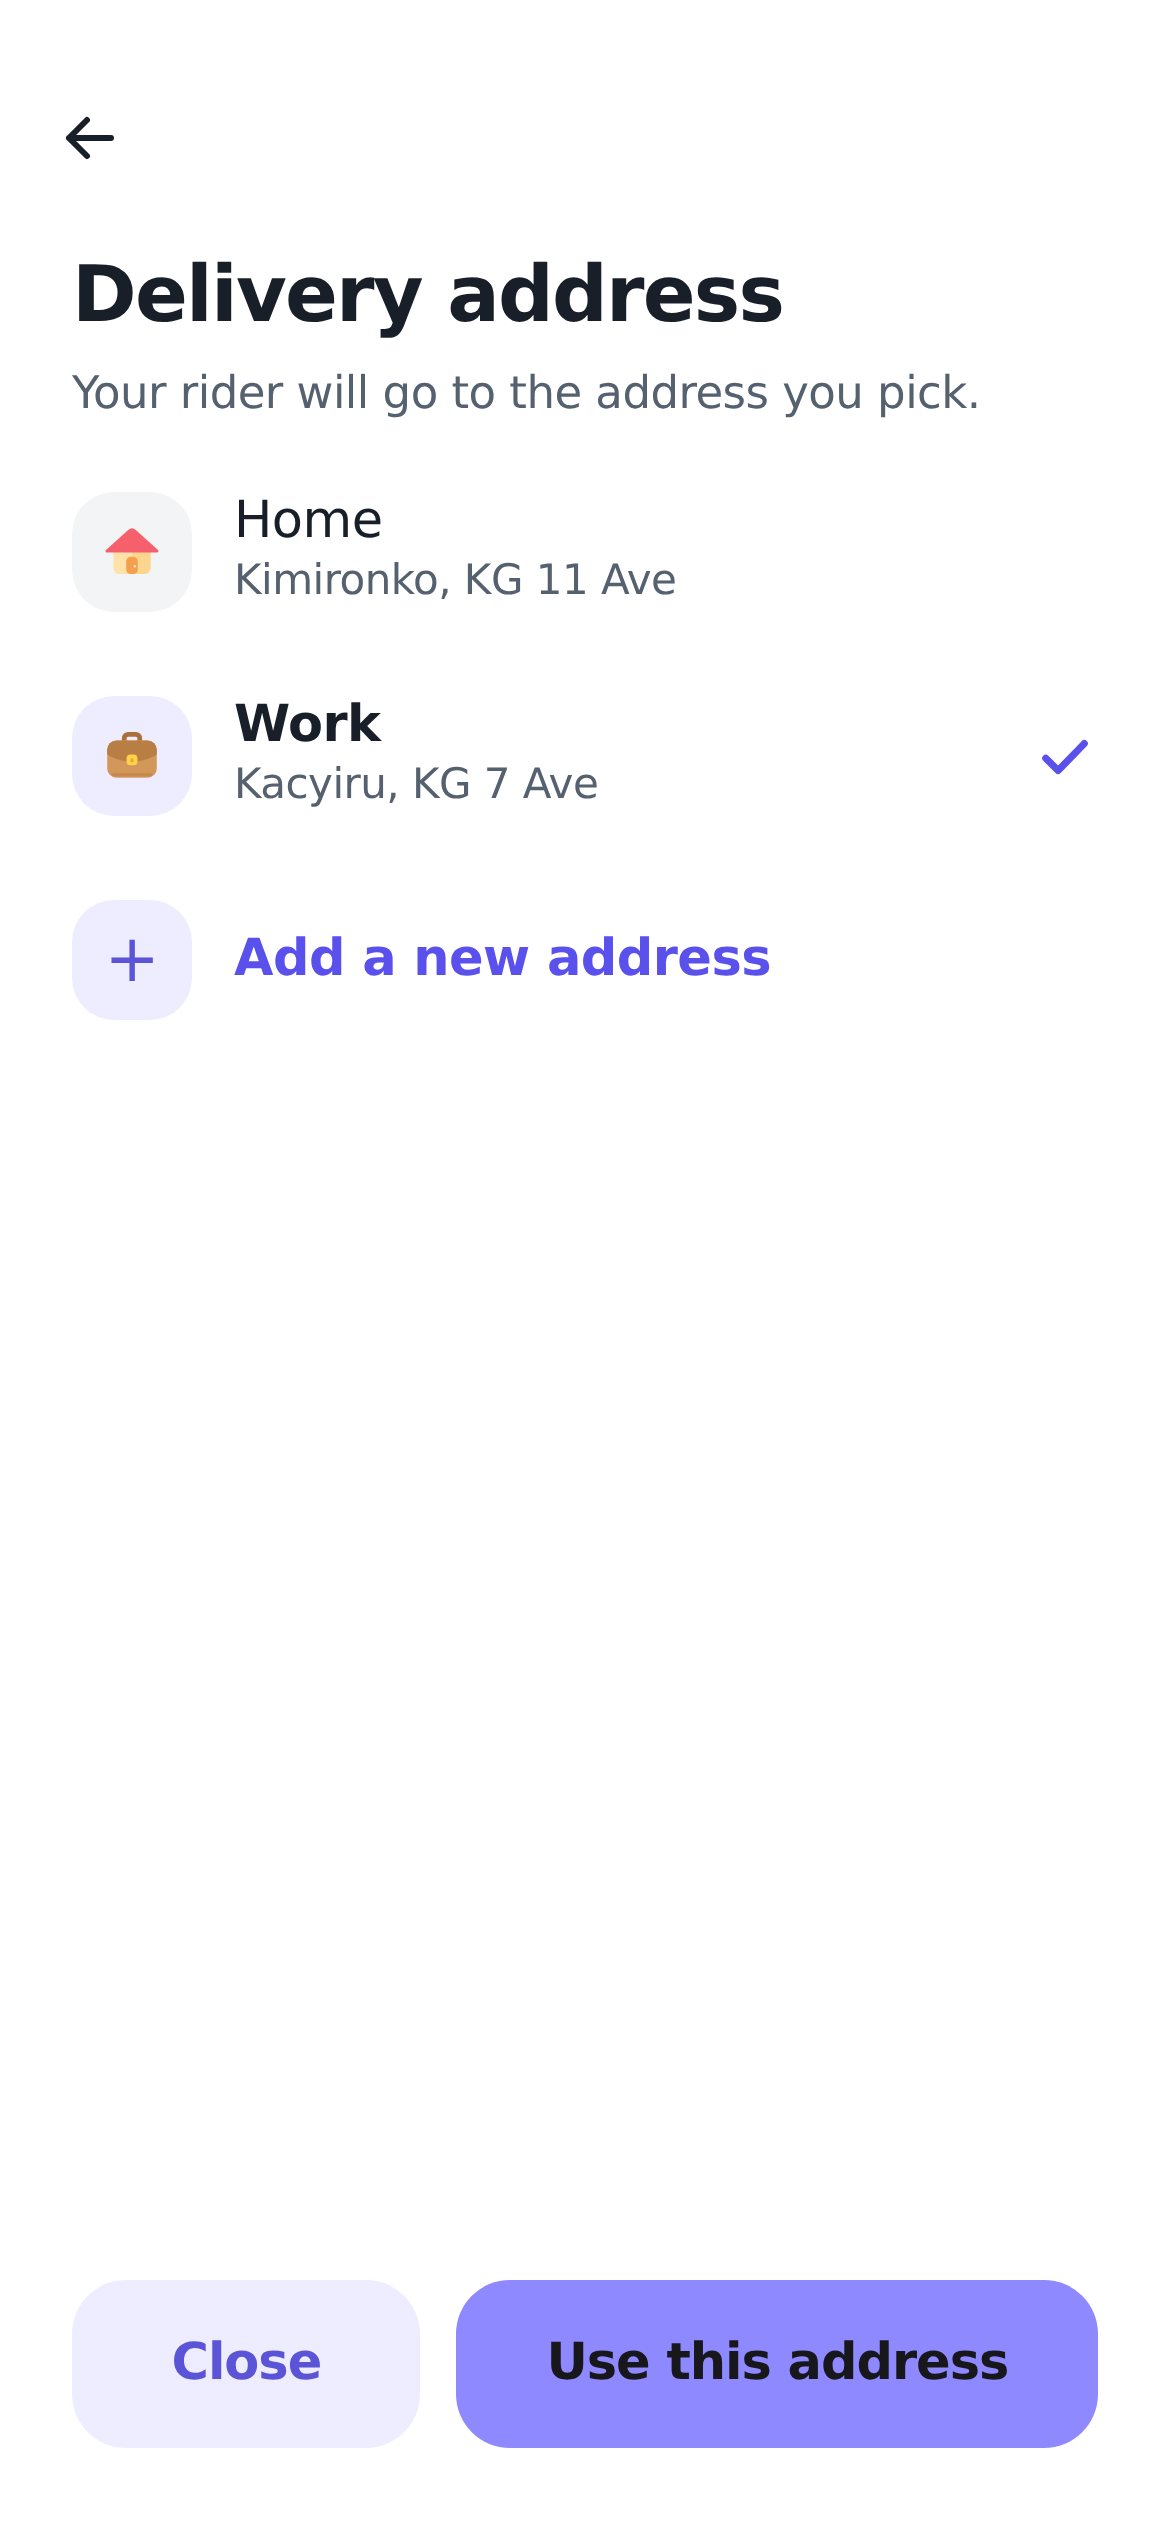 Delivery address
Your rider will go to the address you pick.
Home
Kimironko, KG 11 Ave
Work
Kacyiru, KG 7 Ave
Add a new address
Close
Use this address